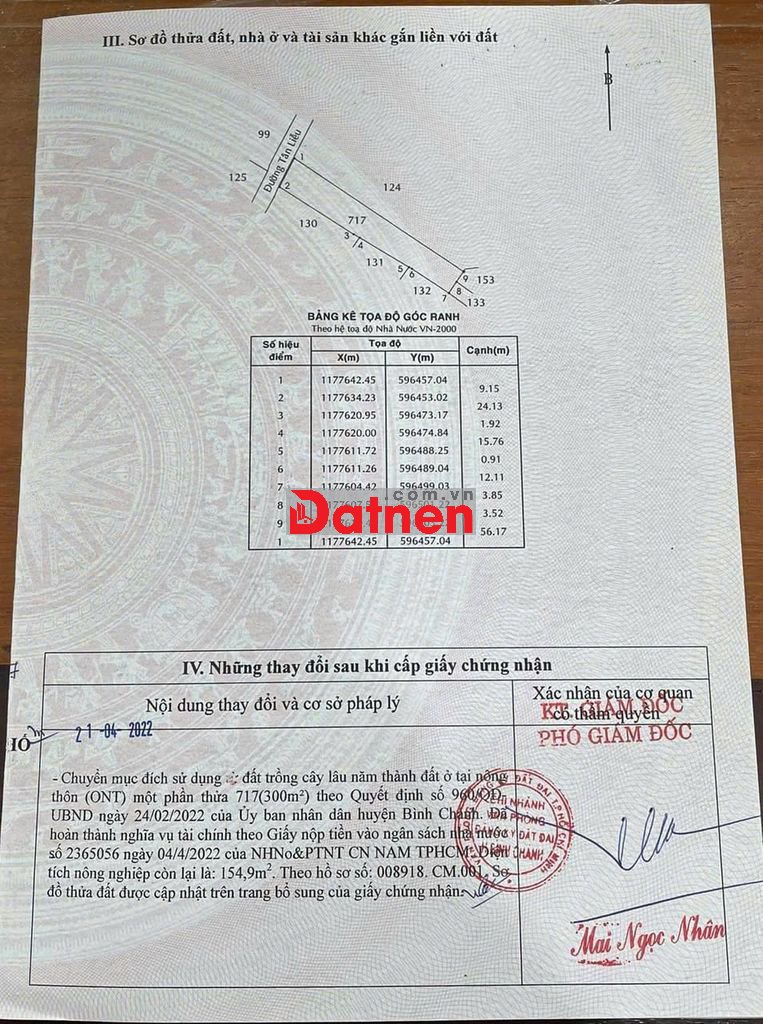 III. Sơ đồ thửa đất, nhà ở và tài sản khác gắn liền với đất
B
99
Đường Tân Liễu
1
125
2
124
130
717
3
4
131
5
6
132
7
8
9
153
133
BẢNG KÊ TỌA ĐỘ GÓC RANH
Theo hệ toạ độ Nhà Nước VN-2000
Số hiệu điểm Tọa độ Cạnh(m)
X(m) Y(m)
1 1177642.45 596457.04
9.15
2 1177634.23 596453.02
24.13
3 1177620.95 596473.17
1.92
4 1177620.00 596474.84
15.76
5 1177611.72 596488.25
0.91
6 1177611.26 596489.04
12.11
7 1177604.42 596499.03
3.85
8
3.52
9
56.17
1 1177642.45 596457.04
Datnen .com.vn
IV. Những thay đổi sau khi cấp giấy chứng nhận
Nội dung thay đổi và cơ sở pháp lý
Xác nhận của cơ quan
có thẩm quyền
KT. GIÁM ĐỐC
PHÓ GIÁM ĐỐC
21-04-2022
- Chuyển mục đích sử dụng từ đất trồng cây lâu năm thành đất ở tại nông
thôn (ONT) một phần thửa 717(300m²) theo Quyết định số 960/QĐ-
UBND ngày 24/02/2022 của Ủy ban nhân dân huyện Bình Chánh. Đã
hoàn thành nghĩa vụ tài chính theo Giấy nộp tiền vào ngân sách nhà nước
số 2365056 ngày 04/4/2022 của NHNo&PTNT CN NAM TPHCM. Diện
tích nông nghiệp còn lại là: 154,9m². Theo hồ sơ số: 008918. CM.001. Sơ
đồ thửa đất được cập nhật trên trang bổ sung của giấy chứng nhận.
CHI NHÁNH
VĂN PHÒNG
ĐĂNG KÝ ĐẤT ĐAI
Mai Ngọc Nhân